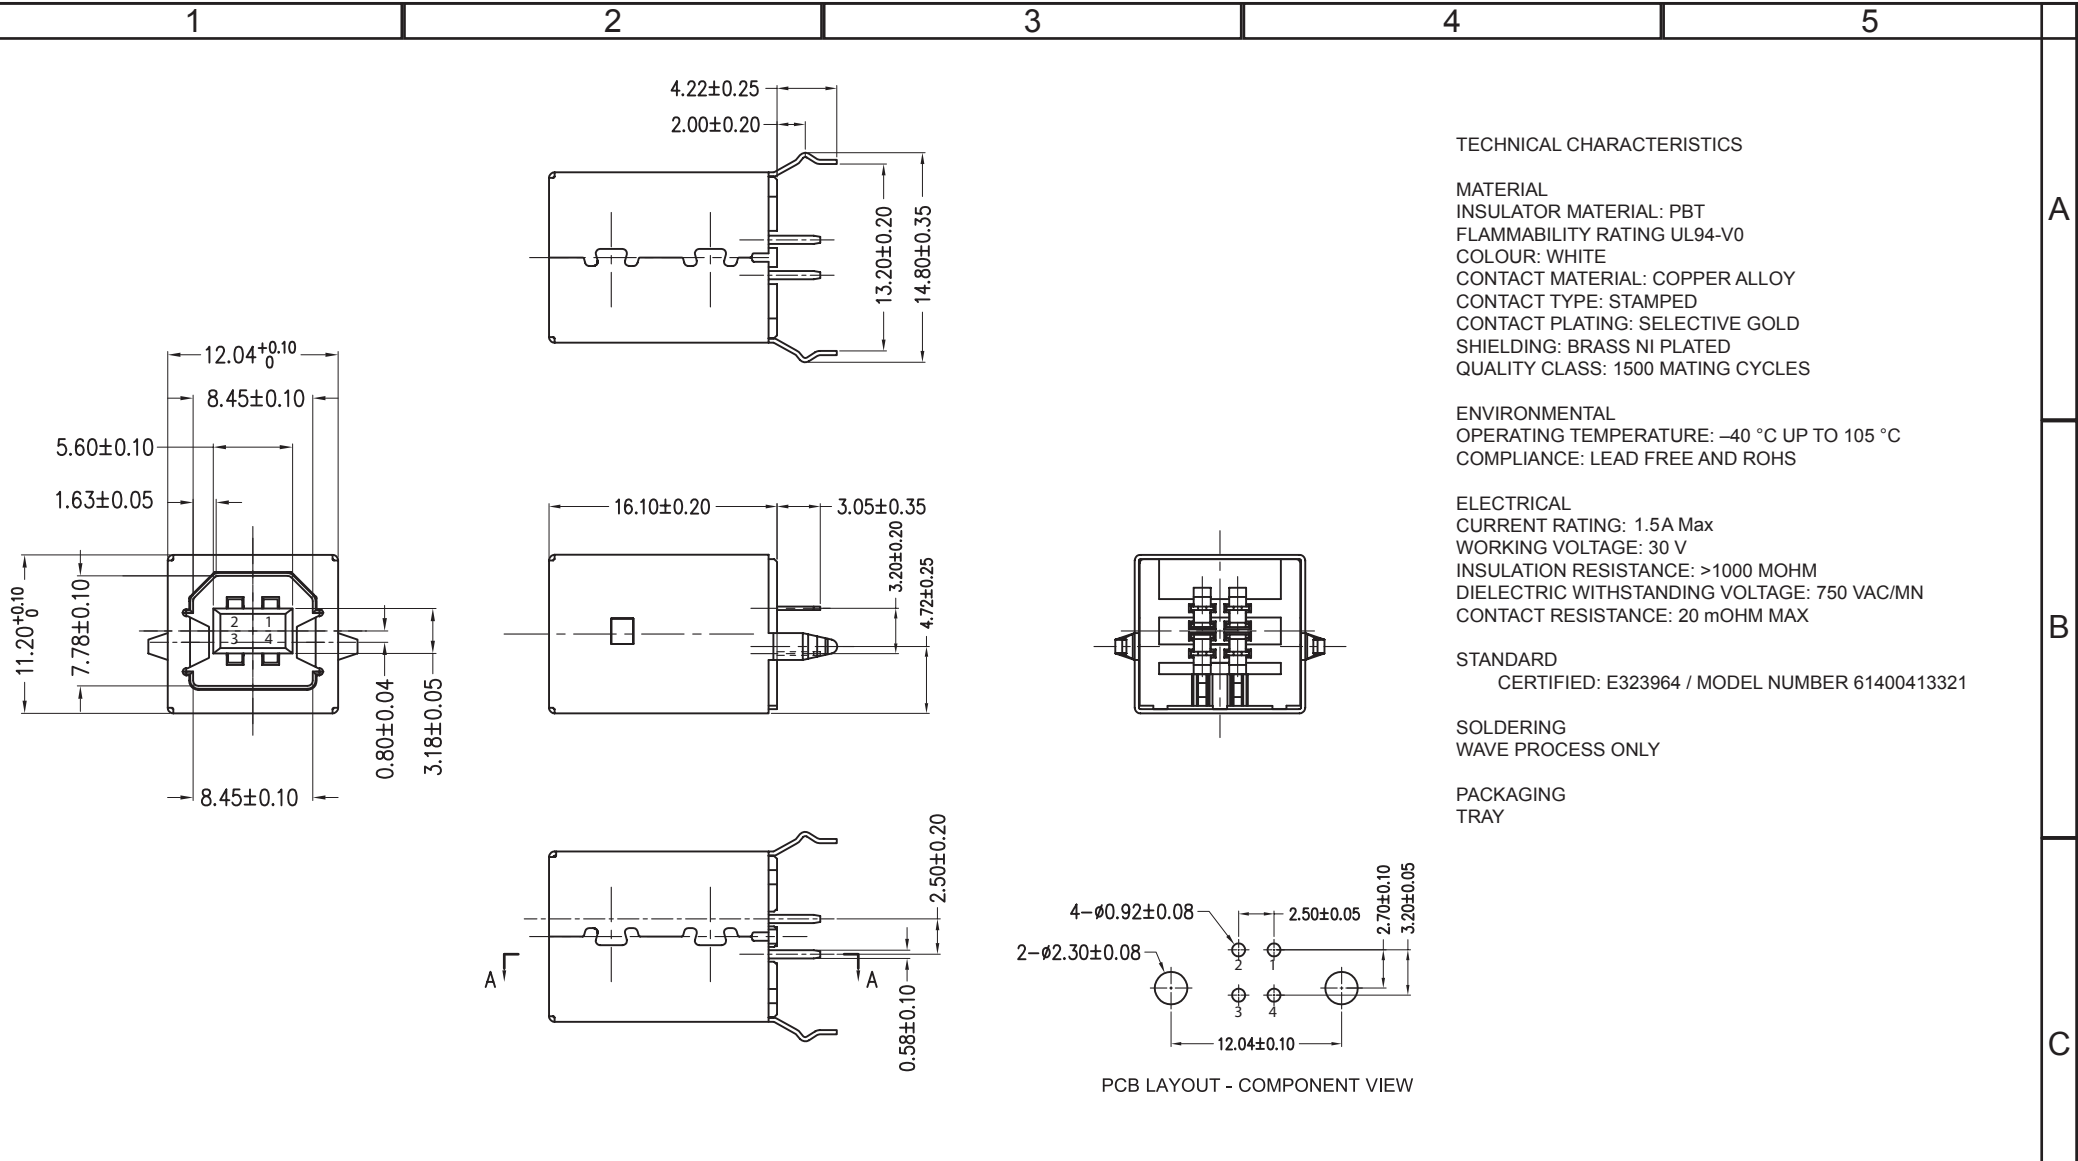 1
2
3
4
5
A
B
C
4.22±0.25
2.00±0.20
13.20±0.20
14.80±0.35
12.04+0.10 0
8.45±0.10
5.60±0.10
1.63±0.05
11.20+0.10 0
7.78±0.10
2 1
3 4
0.80±0.04
3.18±0.05
8.45±0.10
16.10±0.20
3.05±0.35
3.20±0.20
4.72±0.25
2.50±0.20
A A
0.58±0.10
4-ø0.92±0.08
2-ø2.30±0.08
2.50±0.05
2.70±0.10
3.20±0.05
2 1
3 4
12.04±0.10
PCB LAYOUT - COMPONENT VIEW
TECHNICAL CHARACTERISTICS
MATERIAL
INSULATOR MATERIAL: PBT
FLAMMABILITY RATING UL94-V0
COLOUR: WHITE
CONTACT MATERIAL: COPPER ALLOY
CONTACT TYPE: STAMPED
CONTACT PLATING: SELECTIVE GOLD
SHIELDING: BRASS NI PLATED
QUALITY CLASS: 1500 MATING CYCLES
ENVIRONMENTAL
OPERATING TEMPERATURE: –40 °C UP TO 105 °C
COMPLIANCE: LEAD FREE AND ROHS
ELECTRICAL
CURRENT RATING: 1.5A Max
WORKING VOLTAGE: 30 V
INSULATION RESISTANCE: >1000 MOHM
DIELECTRIC WITHSTANDING VOLTAGE: 750 VAC/MN
CONTACT RESISTANCE: 20 mOHM MAX
STANDARD
CERTIFIED: E323964 / MODEL NUMBER 61400413321
SOLDERING
WAVE PROCESS ONLY
PACKAGING
TRAY